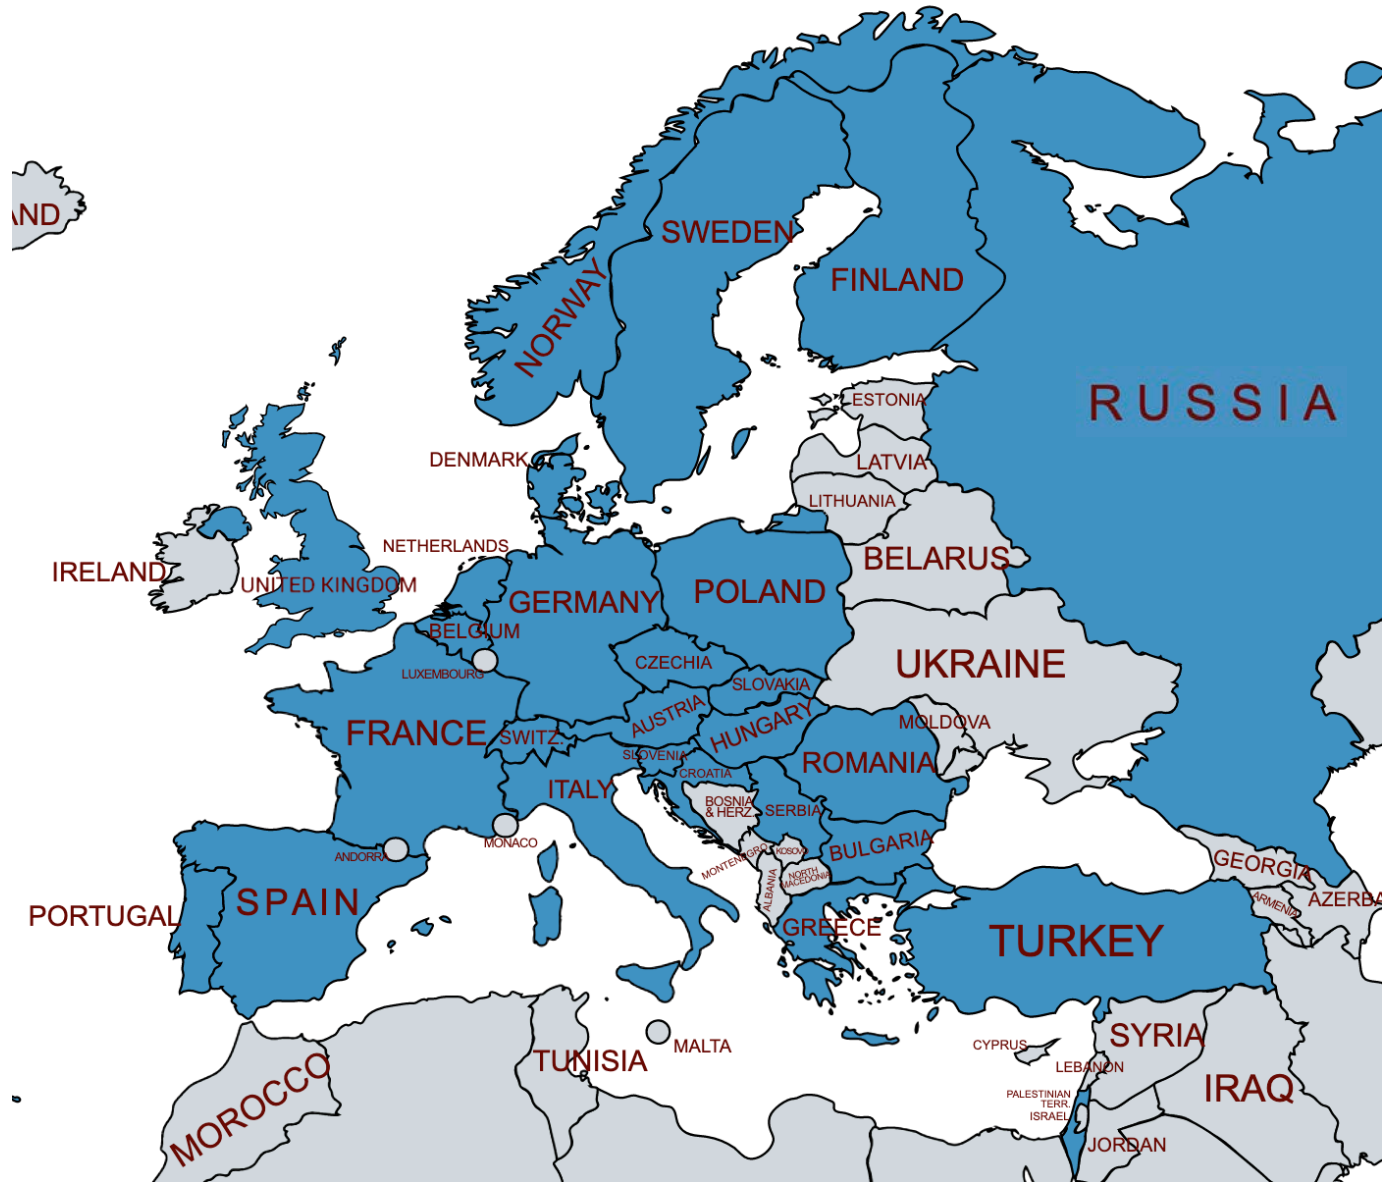 AND
SWEDEN
FINLAND
NORWAY
RUSSIA
ESTONIA
DENMARK
LATVIA
LITHUANIA
NETHERLANDS
BELARUS
IRELAND
UNITED KINGDOM
GERMANY
POLAND
BELGIUM
CZECHIA
UKRAINE
LUXEMBOURG
SLOVAKIA
AUSTRIA
HUNGARY
MOLDOVA
FRANCE
SWITZ.
SLOVENIA
ROMANIA
CROATIA
ITALY
BOSNIA
& HERZ.
SERBIA
MONACO
BULGARIA
ANDORRA
MONTENEGRO
KOSOVO
GEORGIA
NORTH
MACEDONIA
ALBANIA
SPAIN
PORTUGAL
GREECE
ARMENIA
AZERBA
TURKEY
SYRIA
CYPRUS
MALTA
TUNISIA
LEBANON
MOROCCO
IRAQ
PALESTINIAN
TERR.
ISRAEL
JORDAN